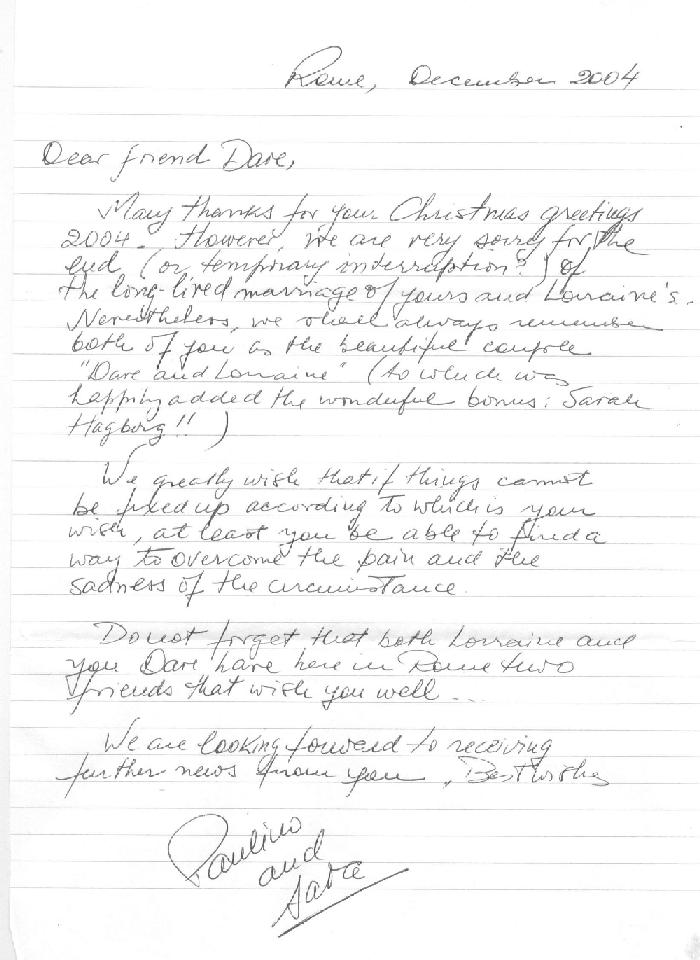 Rome, December 2004
Dear friend Dave,
Many thanks for your Christmas greetings
2004. However, we are very sorry for the
end (or temporary interruption?) of
the long-lived marriage of yours and Lorraine's.
Nevertheless, we shall always remember
both of you as the beautiful couple
"Dave and Lorraine" (to which was
happily added the wonderful bonus: Sarah
Hagborg!!)
We greatly wish that if things cannot
be fixed up according to which is your
wish, at least you be able to find a
way to overcome the pain and the
sadness of the circumstance.
Do not forget that both Lorraine and
you Dave have here in Rome two
friends that wish you well...
We are looking forward to receiving
further news from you. Best wishes
Paulino
and
Sara